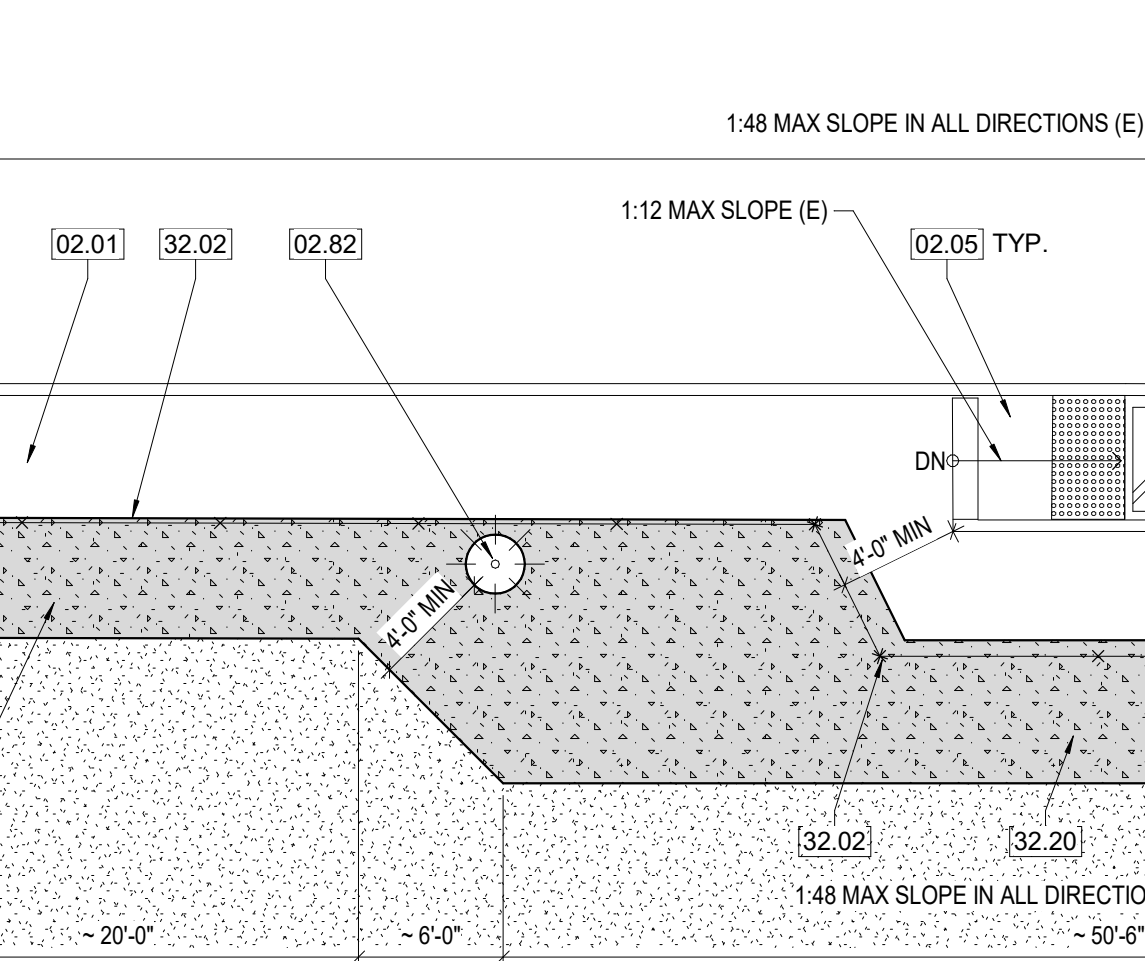 1:48 MAX SLOPE IN ALL DIRECTIONS (E)
1:12 MAX SLOPE (E)
02.01
32.02
02.82
02.05 TYP.
DN
4'-0" MIN
4'-0" MIN
32.02
32.20
1:48 MAX SLOPE IN ALL DIRECTIO
~ 20'-0"
~ 6'-0"
~ 50'-6"